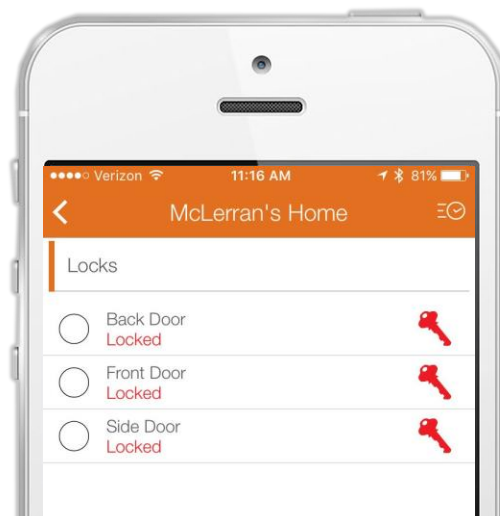 Verizon 11:16 AM 81%
McLerran's Home
Locks
Back Door
Locked
Front Door
Locked
Side Door
Locked